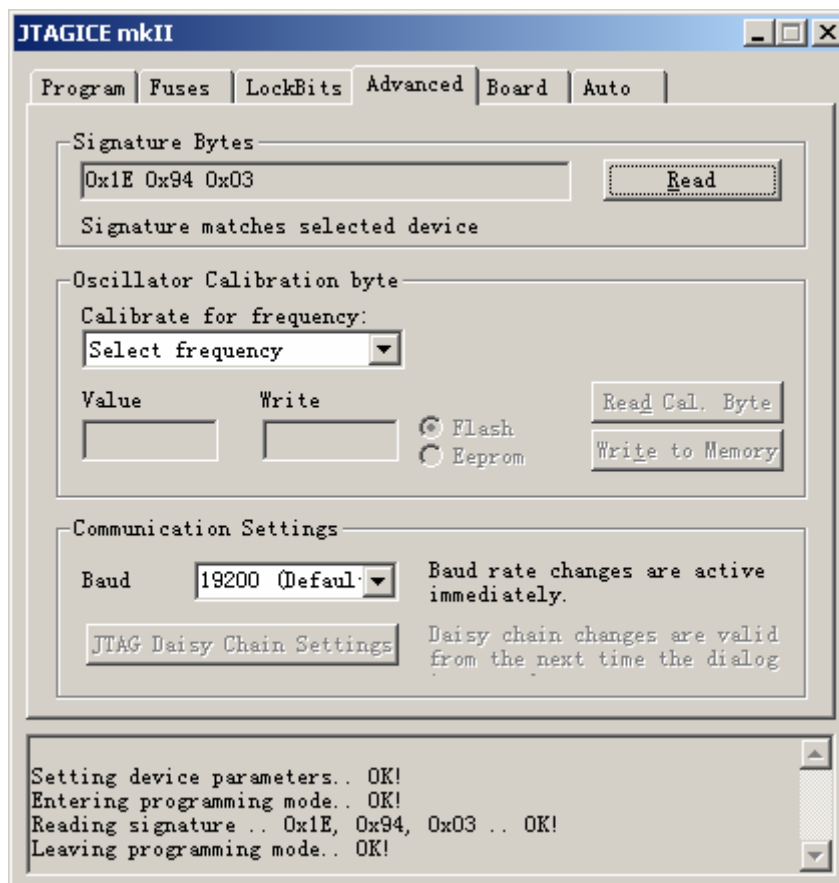 JTAGICE mkII
Program Fuses LockBits Advanced Board Auto
Signature Bytes
0x1E 0x94 0x03
Read
Signature matches selected device
Oscillator Calibration byte
Calibrate for frequency:
Select frequency
Value Write
Flash
Eeprom
Read Cal. Byte
Write to Memory
Communication Settings
Baud 19200 (Defaul
Baud rate changes are active
immediately.
JTAG Daisy Chain Settings
Daisy chain changes are valid
from the next time the dialog
Setting device parameters.. OK!
Entering programming mode.. OK!
Reading signature .. 0x1E, 0x94, 0x03 .. OK!
Leaving programming mode.. OK!